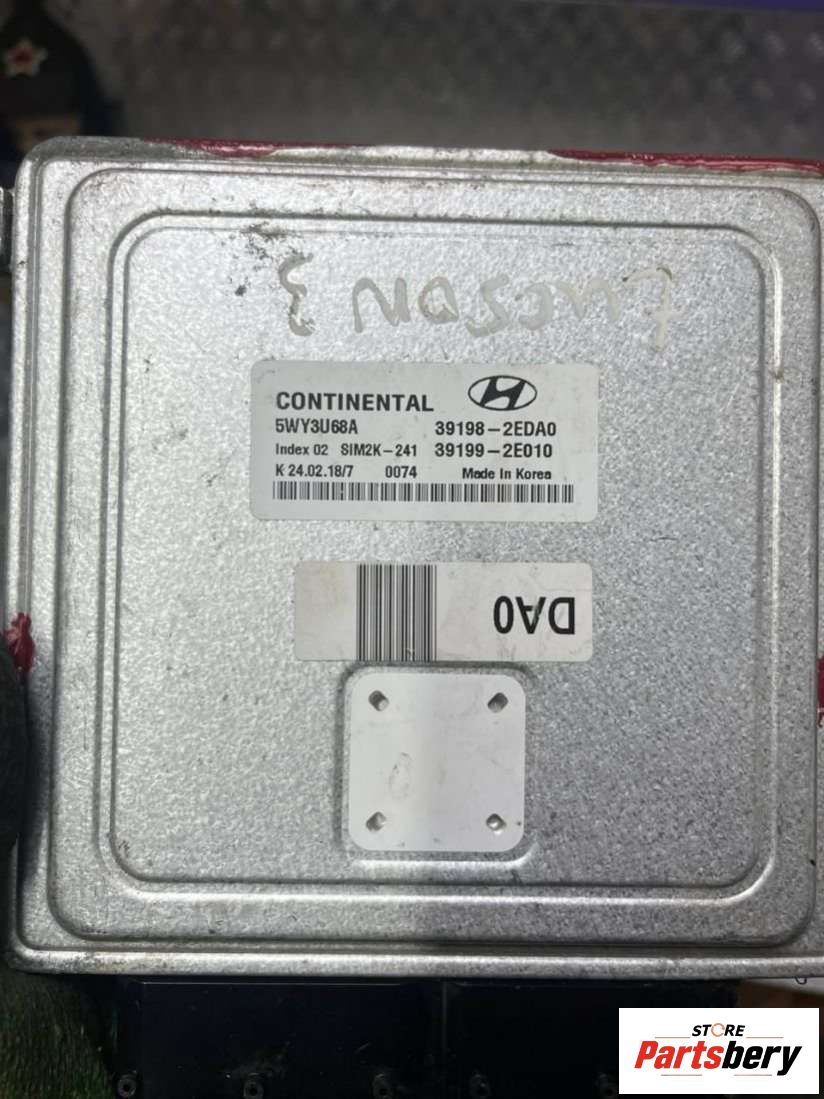 Tucson 3
CONTINENTAL
5WY3U68A 39198-2EDA0
Index 02 SIM2K-241 39199-2E010
K 24.02.18/7 0074 Made In Korea
DA0
STORE
Partsbery